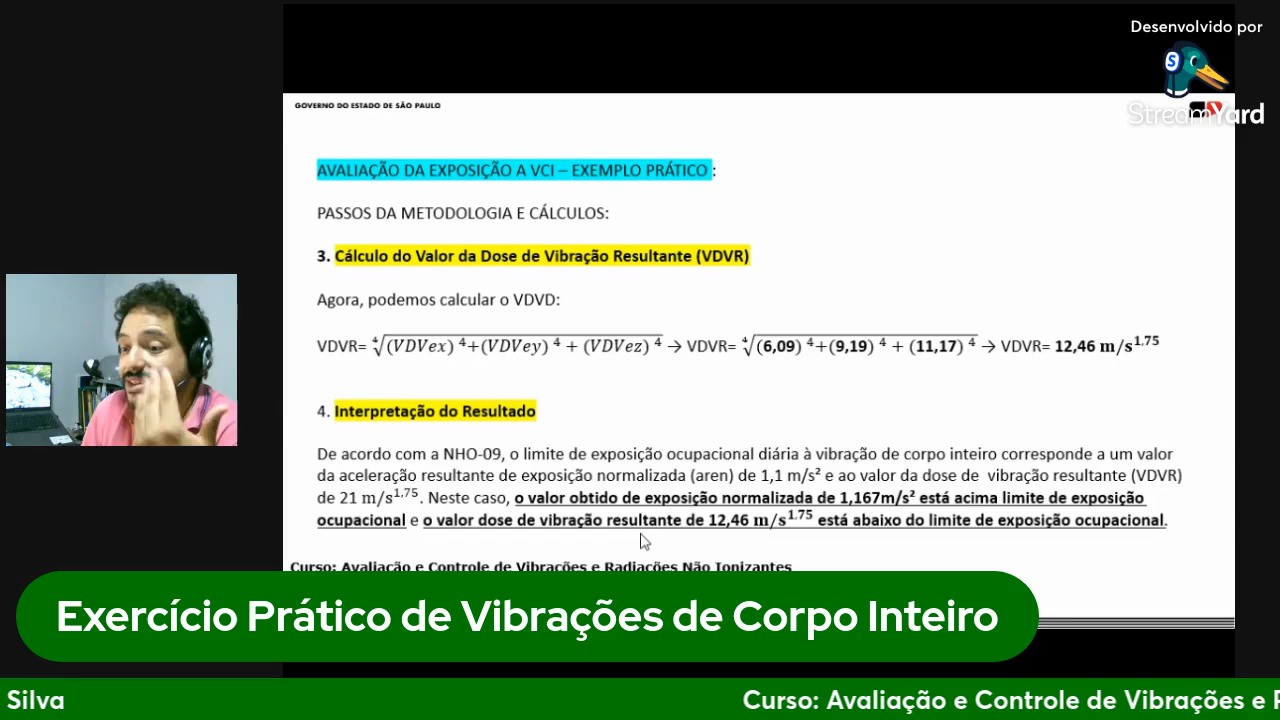 Desenvolvido por
StreamYard
GOVERNO DO ESTADO DE SÃO PAULO
AVALIAÇÃO DA EXPOSIÇÃO A VCI – EXEMPLO PRÁTICO :
PASSOS DA METODOLOGIA E CÁLCULOS:
3. Cálculo do Valor da Dose de Vibração Resultante (VDVR)
Agora, podemos calcular o VDVD:
VDVR= ∜(VDVex) ⁴+(VDVey) ⁴ + (VDVez) ⁴ → VDVR= ∜(6,09) ⁴+(9,19) ⁴ + (11,17) ⁴ → VDVR= 12,46 m/s¹·⁷⁵
4. Interpretação do Resultado
De acordo com a NHO-09, o limite de exposição ocupacional diária à vibração de corpo inteiro corresponde a um valor
da aceleração resultante de exposição normalizada (aren) de 1,1 m/s² e ao valor da dose de vibração resultante (VDVR)
de 21 m/s¹,⁷⁵. Neste caso, o valor obtido de exposição normalizada de 1,167m/s² está acima limite de exposição
ocupacional e o valor dose de vibração resultante de 12,46 m/s¹·⁷⁵ está abaixo do limite de exposição ocupacional.
Curso: Avaliação e Controle de Vibrações e Radiações Não Ionizantes
Exercício Prático de Vibrações de Corpo Inteiro
Silva Curso: Avaliação e Controle de Vibrações e